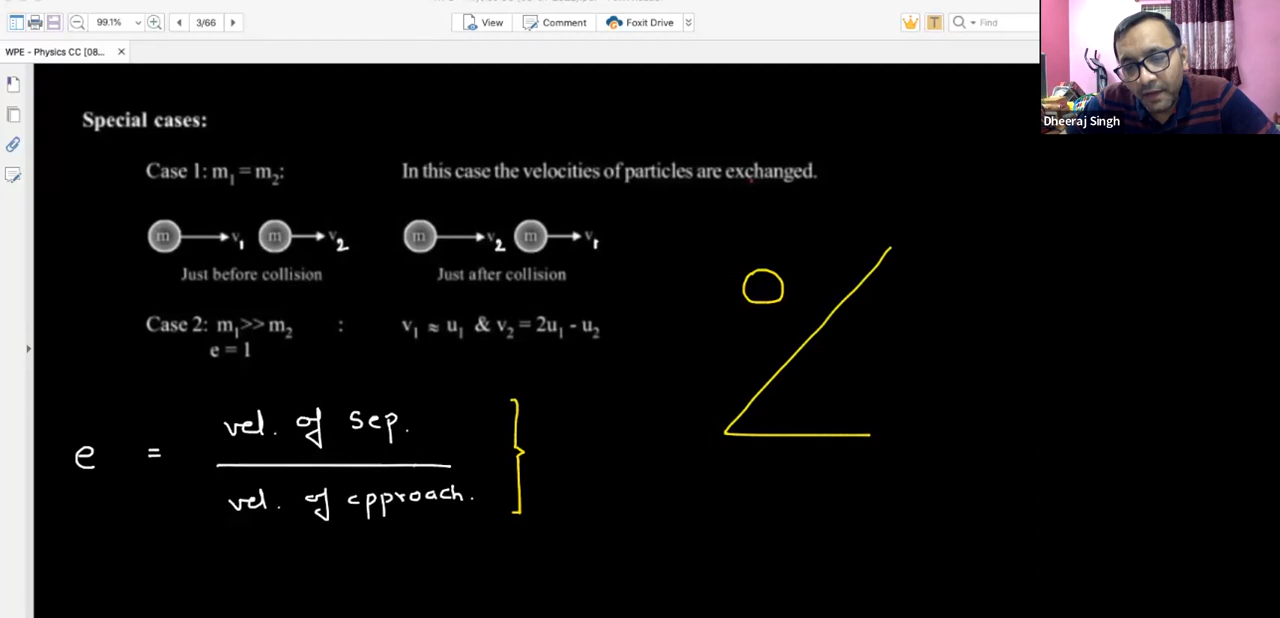 99.1%
3/66
View
Comment
Foxit Drive
T
Find
WPE - Physics CC [08...
Dheeraj Singh
Special cases:
Case 1: m₁ = m₂: In this case the velocities of particles are exchanged.
m v₁ m v₂ m v₂ m v₁
Just before collision Just after collision
Case 2: m₁>> m₂ : v₁ ≈ u₁ & v₂ = 2u₁ - u₂
e = 1
vel. of sep.
e =
vel. of approach.